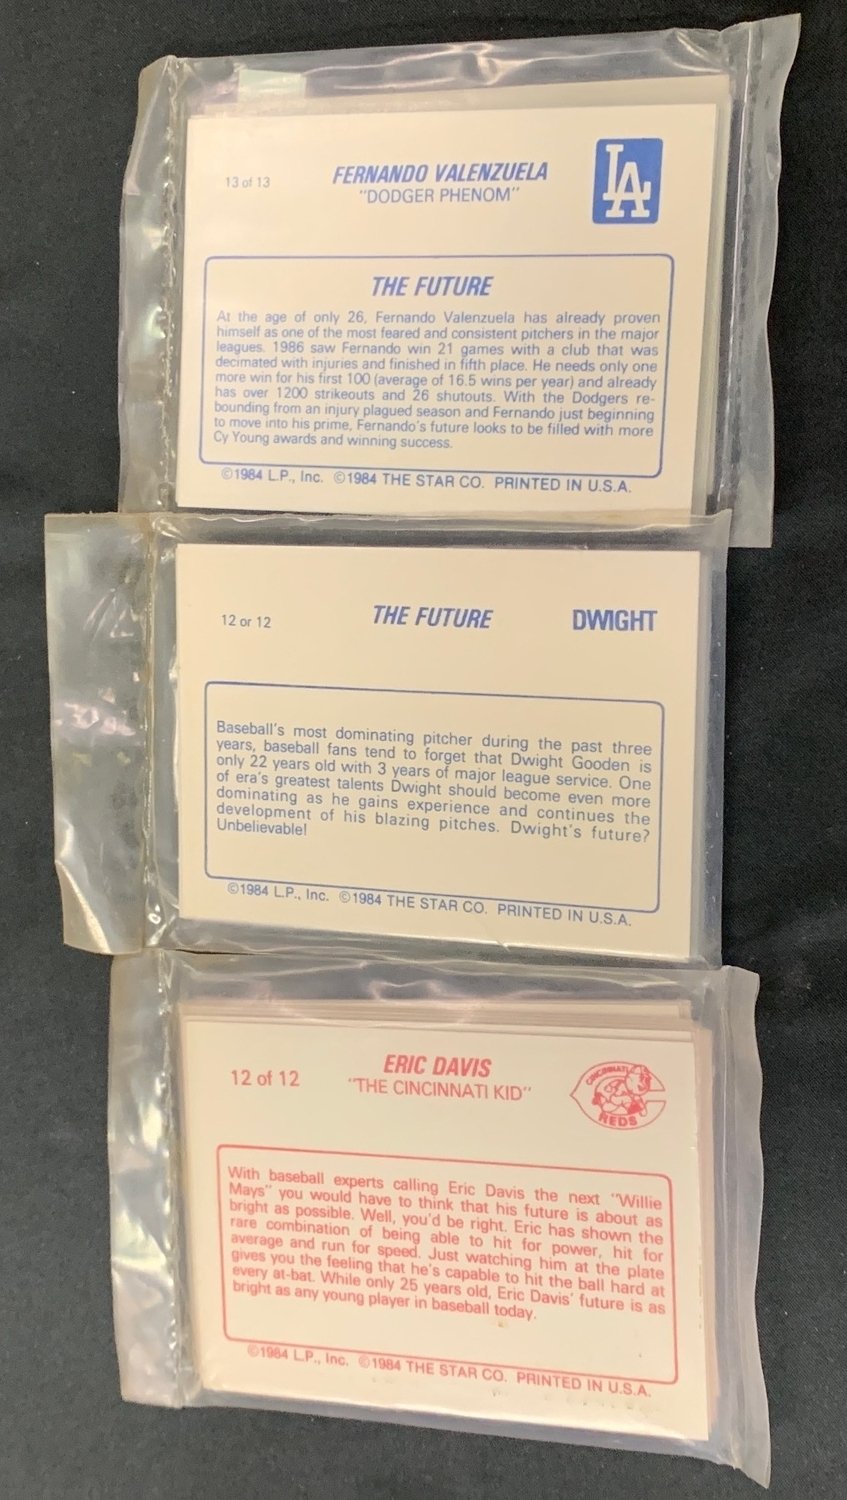 13 of 13
FERNANDO VALENZUELA
"DODGER PHENOM"
LA
THE FUTURE
At the age of only 26, Fernando Valenzuela has already proven
himself as one of the most feared and consistent pitchers in the major
leagues. 1986 saw Fernando win 21 games with a club that was
decimated with injuries and finished in fifth place. He needs only one
more win for his first 100 (average of 16.5 wins per year) and already
has over 1200 strikeouts and 26 shutouts. With the Dodgers re-
bounding from an injury plagued season and Fernando just beginning
to move into his prime, Fernando's future looks to be filled with more
Cy Young awards and winning success.
©1984 L.P., Inc. ©1984 THE STAR CO. PRINTED IN U.S.A.
12 or 12
THE FUTURE
DWIGHT
Baseball's most dominating pitcher during the past three
years, baseball fans tend to forget that Dwight Gooden is
only 22 years old with 3 years of major league service. One
of era's greatest talents Dwight should become even more
dominating as he gains experience and continues the
development of his blazing pitches. Dwight's future?
Unbelievable!
©1984 L.P., Inc. ©1984 THE STAR CO. PRINTED IN U.S.A.
12 of 12
ERIC DAVIS
"THE CINCINNATI KID"
CINCINNATI
REDS
With baseball experts calling Eric Davis the next "Willie
Mays" you would have to think that his future is about as
bright as possible. Well, you'd be right. Eric has shown the
rare combination of being able to hit for power, hit for
average and run for speed. Just watching him at the plate
gives you the feeling that he's capable to hit the ball hard at
every at-bat. While only 25 years old, Eric Davis' future is as
bright as any young player in baseball today.
©1984 L.P., Inc. ©1984 THE STAR CO. PRINTED IN U.S.A.